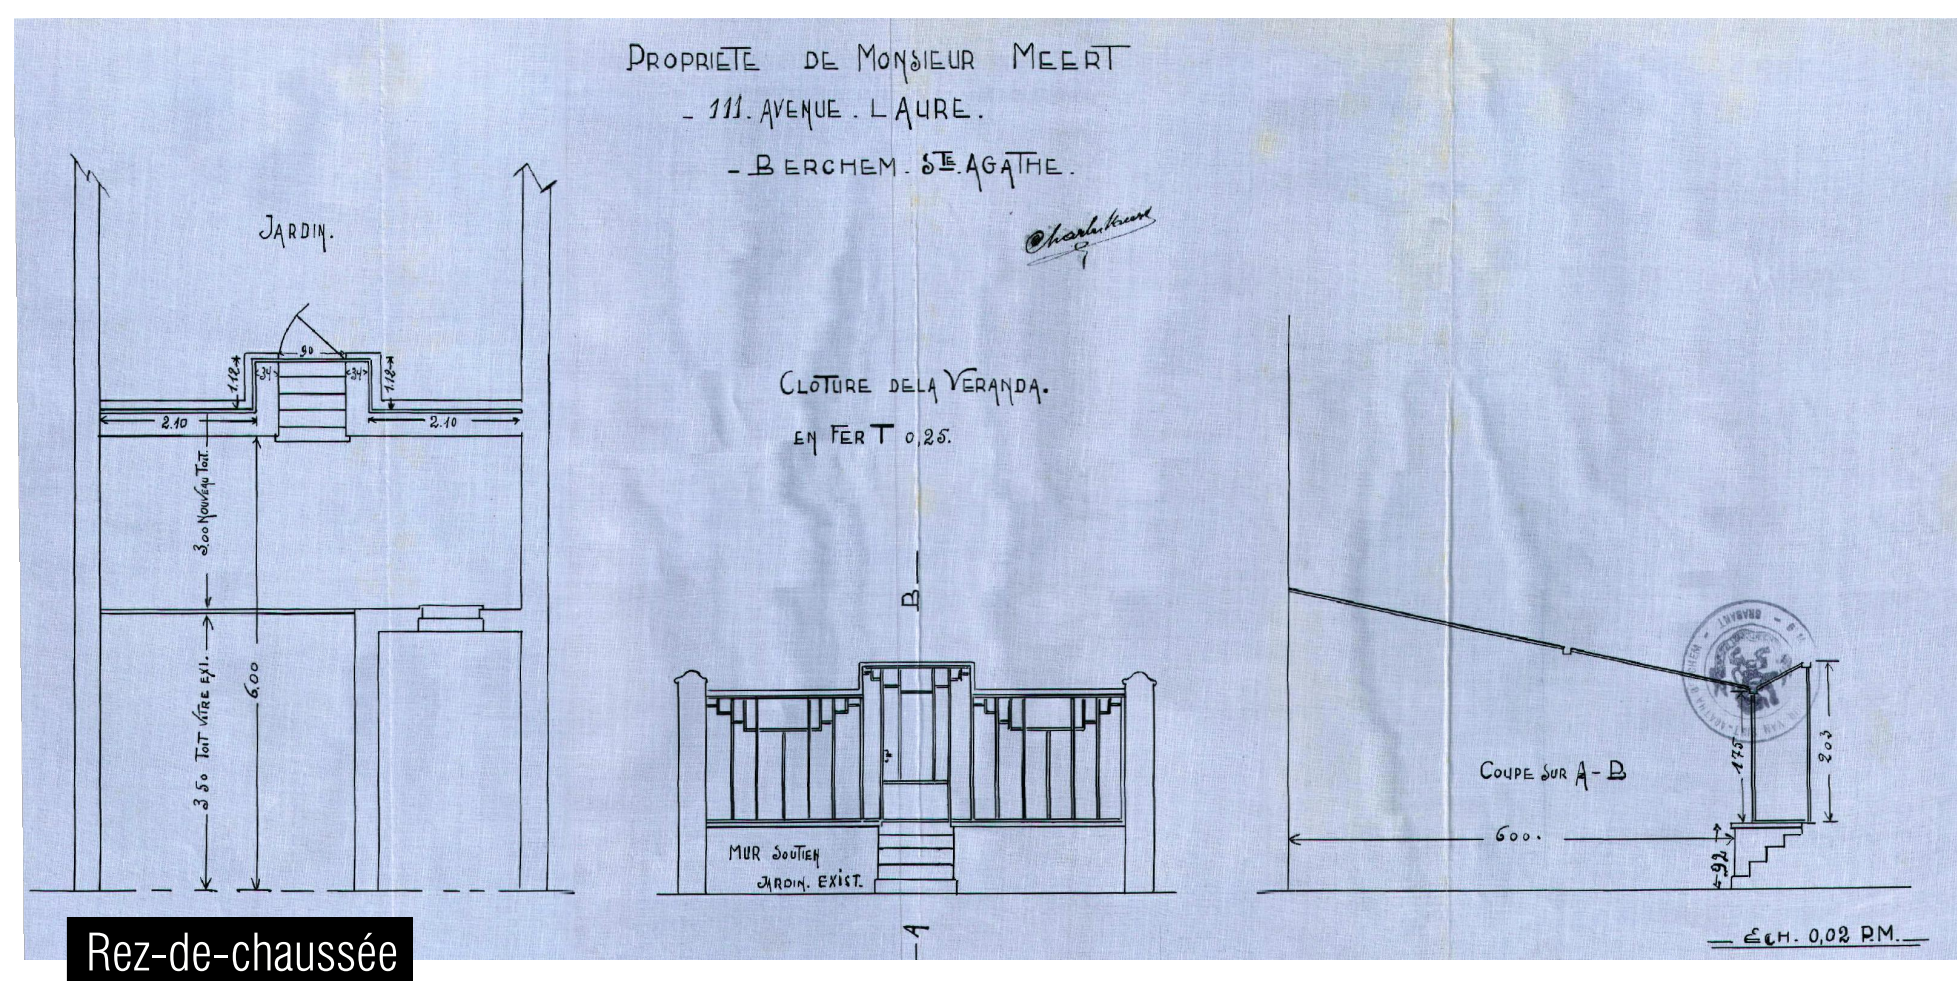 PROPRIETE DE MONSIEUR MEERT
- 111. AVENUE. LAURE.
- BERCHEM. STE. AGATHE.
JARDIN.
90
1.12
34
34
1.12
2.10
2.10
3.00 NOUVEAU TOIT.
3 50 TOIT VITRE EXI.
6.00
CLOTURE DELA VERANDA.
EN FER T 0,25.
B
MUR SOUTIEN
JARDIN. EXIST.
A
BRABANT
175
203
COUPE SUR A - B
600.
92
ECH. 0,02 P.M.
Rez-de-chaussée